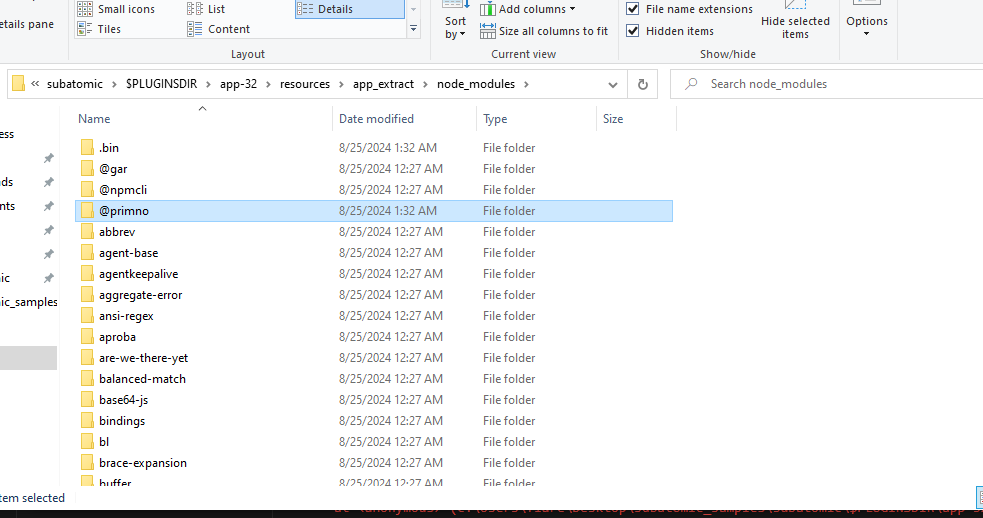 etails pane
Small icons
List
Details
Tiles
Content
Layout
Sort by
Add columns
Size all columns to fit
Current view
File name extensions
Hidden items
Hide selected items
Show/hide
Options
« subatomic > $PLUGINSDIR > app-32 > resources > app_extract > node_modules >
Search node_modules
Name Date modified Type Size
ess
ds
nts
ic
ic_samples
.bin 8/25/2024 1:32 AM File folder
@gar 8/25/2024 12:27 AM File folder
@npmcli 8/25/2024 12:27 AM File folder
@primno 8/25/2024 1:32 AM File folder
abbrev 8/25/2024 12:27 AM File folder
agent-base 8/25/2024 12:27 AM File folder
agentkeepalive 8/25/2024 12:27 AM File folder
aggregate-error 8/25/2024 12:27 AM File folder
ansi-regex 8/25/2024 12:27 AM File folder
aproba 8/25/2024 12:27 AM File folder
are-we-there-yet 8/25/2024 12:27 AM File folder
balanced-match 8/25/2024 12:27 AM File folder
base64-js 8/25/2024 12:27 AM File folder
bindings 8/25/2024 12:27 AM File folder
bl 8/25/2024 12:27 AM File folder
brace-expansion 8/25/2024 12:27 AM File folder
buffer 8/25/2024 12:27 AM File folder
tem selected